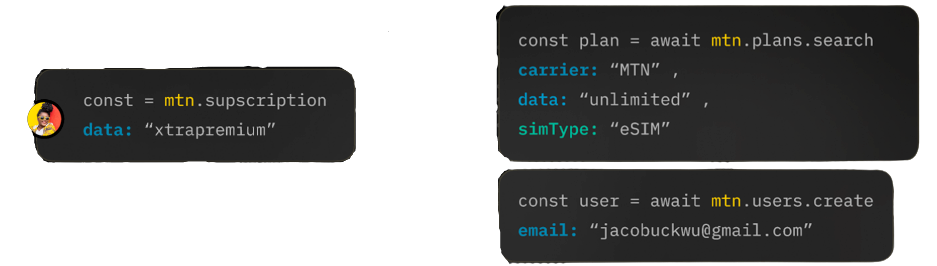 const = mtn.supscription
data: “xtrapremium”
const plan = await mtn.plans.search
carrier: “MTN” ,
data: “unlimited” ,
simType: “eSIM”
const user = await mtn.users.create
email: “jacobuckwu@gmail.com”